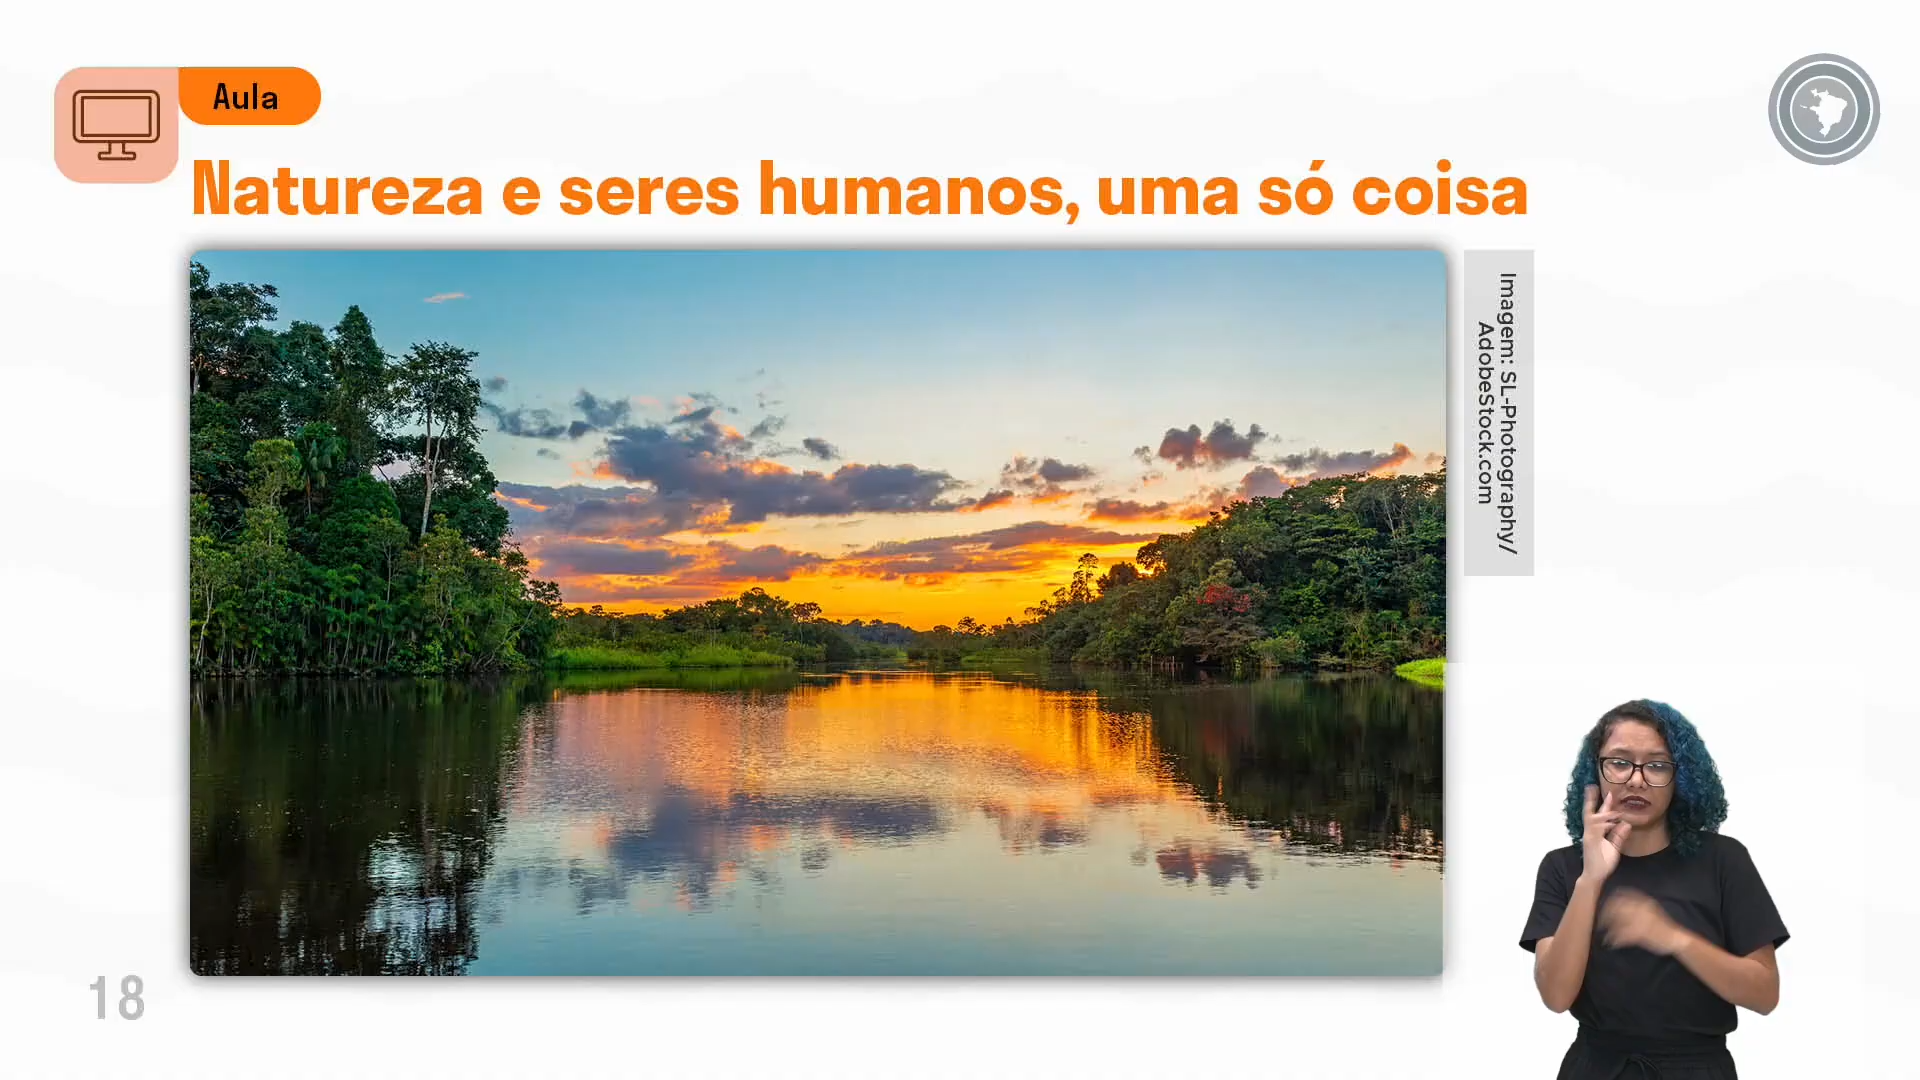 Aula
Natureza e seres humanos, uma só coisa
Imagem: SL-Photography/
AdobeStock.com
18